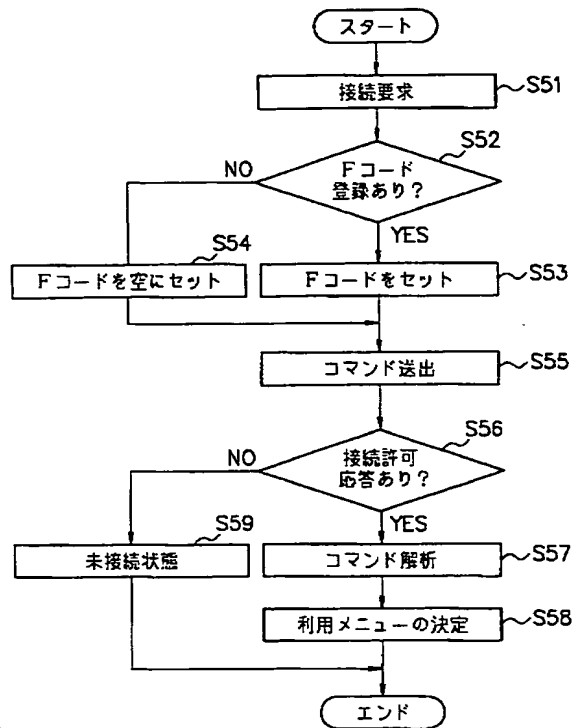 スタート
接続要求
S51
S52
Fコード
登録あり?
NO
YES
S54
Fコードを空にセット
Fコードをセット
S53
コマンド送出
S55
S56
接続許可
応答あり?
NO
YES
S59
未接続状態
コマンド解析
S57
利用メニューの決定
S58
エンド